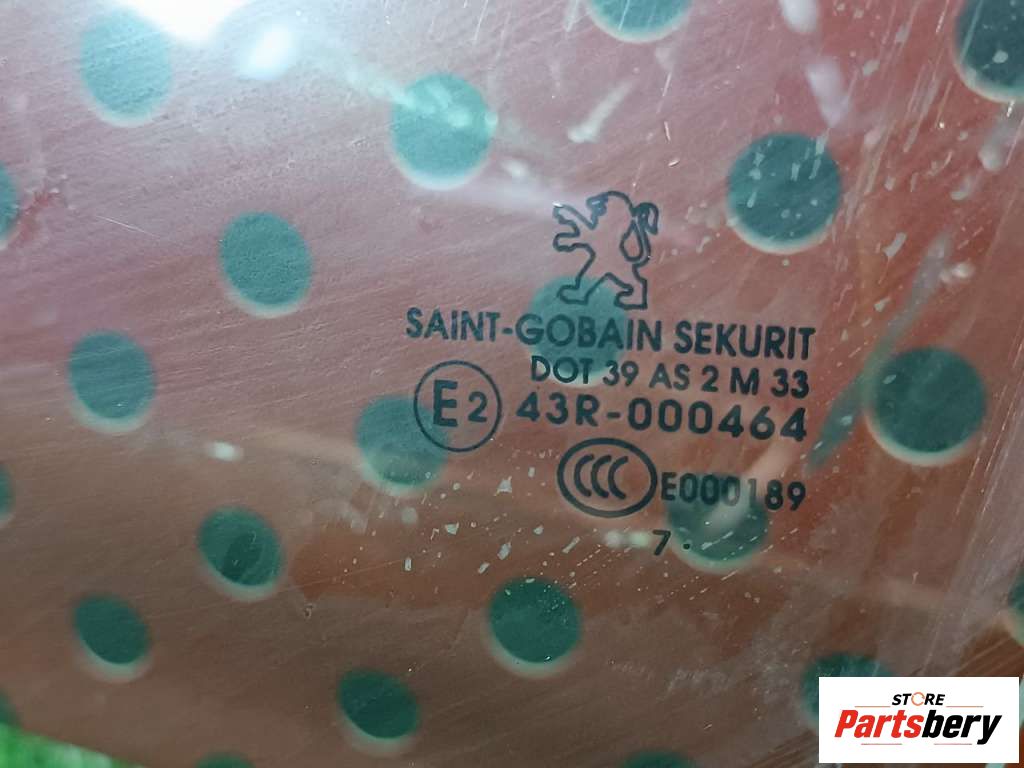 SAINT-GOBAIN SEKURIT
DOT 39 AS 2 M 33
E2 43R-000464
CCC E000189
7 .
STORE
Partsbery